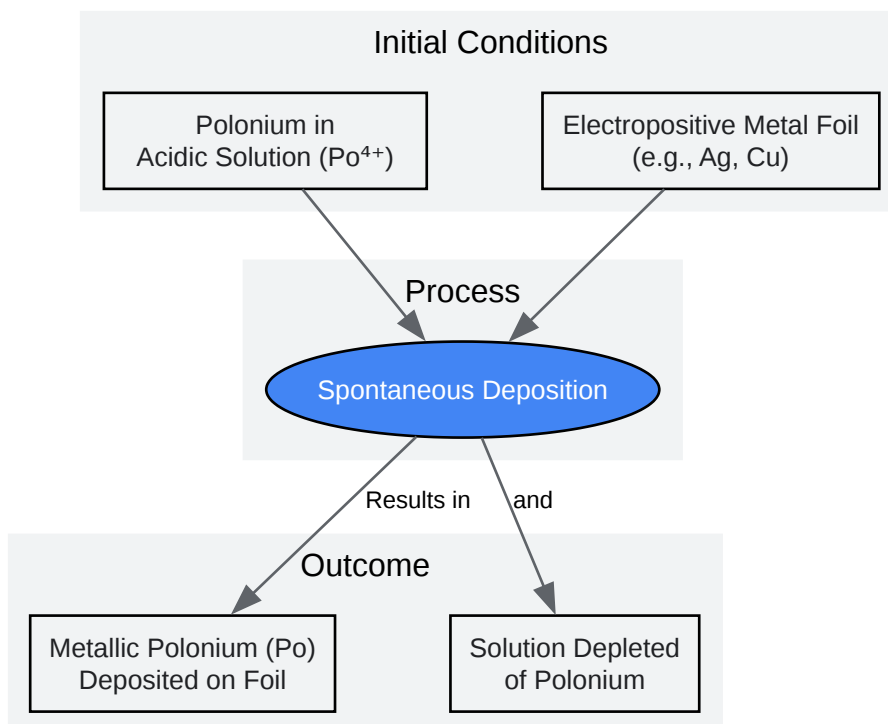 Initial Conditions
Polonium in
Acidic Solution (Po⁴⁺)
Electropositive Metal Foil
(e.g., Ag, Cu)
Process
Spontaneous Deposition
Results in
and
Outcome
Metallic Polonium (Po)
Deposited on Foil
Solution Depleted
of Polonium